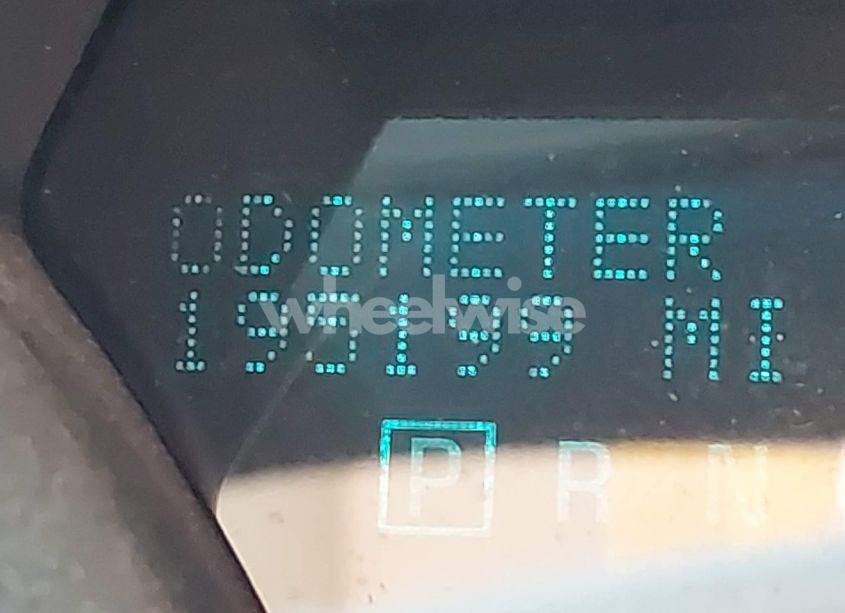 ODOMETER
195199 MI
wheelwise
P R N